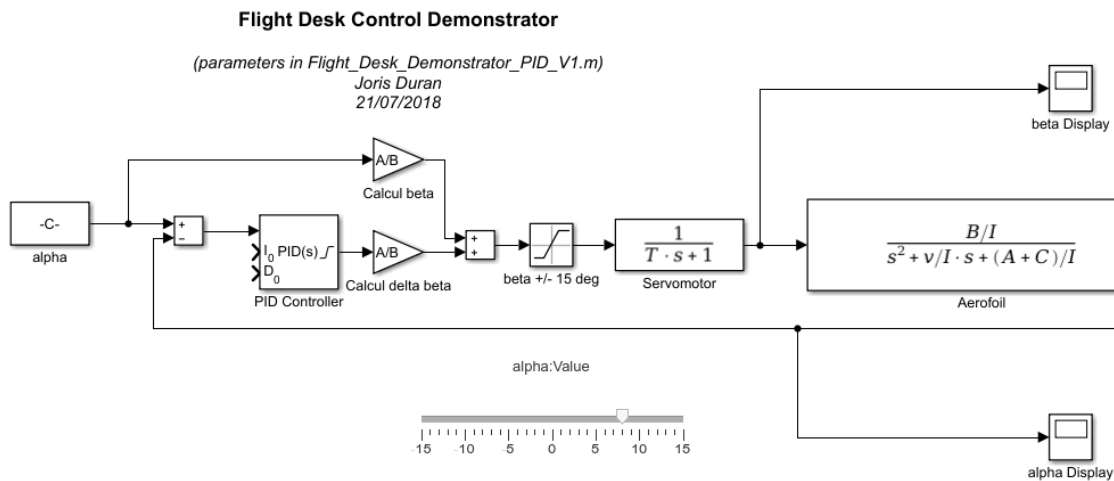 Flight Desk Control Demonstrator
(parameters in Flight_Desk_Demonstrator_PID_V1.m)
Joris Duran
21/07/2018
beta Display
A/B
Calcul beta
-C-
alpha
+
−
I0
PID(s)
D0
PID Controller
A/B
Calcul delta beta
+
+
beta +/- 15 deg
1
T · s + 1
Servomotor
B/I
s² + v/I · s + (A + C)/I
Aerofoil
alpha:Value
-15 -10 -5 0 5 10 15
alpha Display